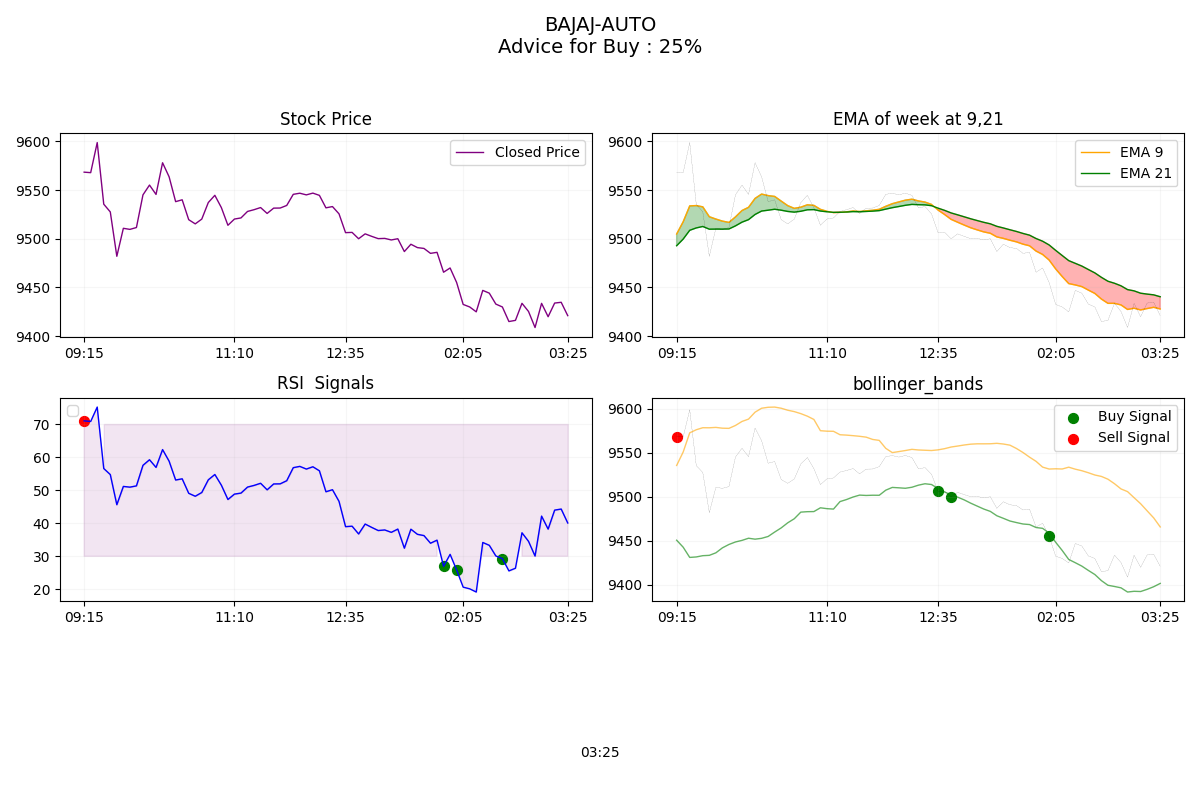 BAJAJ-AUTO
Advice for Buy : 25%
Stock Price
9600
9550
9500
9450
9400
Closed Price
09:15 11:10 12:35 02:05 03:25
EMA of week at 9,21
9600
9550
9500
9450
9400
EMA 9
EMA 21
09:15 11:10 12:35 02:05 03:25
RSI  Signals
70
60
50
40
30
20
09:15 11:10 12:35 02:05 03:25
bollinger_bands
9600
9550
9500
9450
9400
Buy Signal
Sell Signal
09:15 11:10 12:35 02:05 03:25
03:25